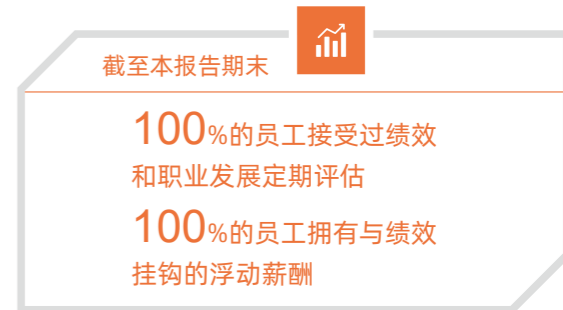 截至本报告期末
100%的员工接受过绩效
和职业发展定期评估
100%的员工拥有与绩效
挂钩的浮动薪酬